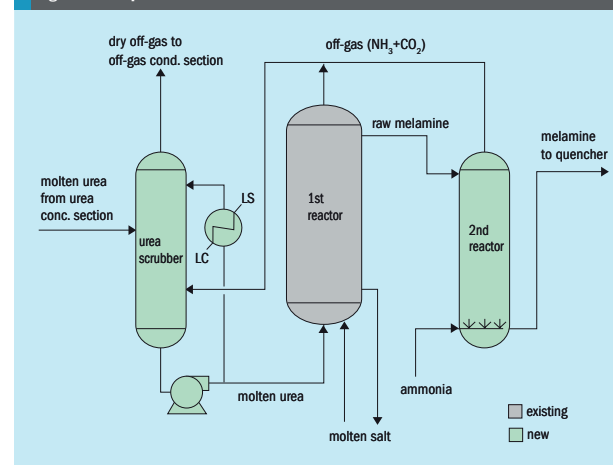 dry off-gas to
off-gas cond. section
off-gas (NH₃+CO₂)
raw melamine
melamine
to quencher
molten urea
from urea
conc. section
LS
LC
urea
scrubber
1st
reactor
2nd
reactor
molten urea
ammonia
molten salt
existing
new